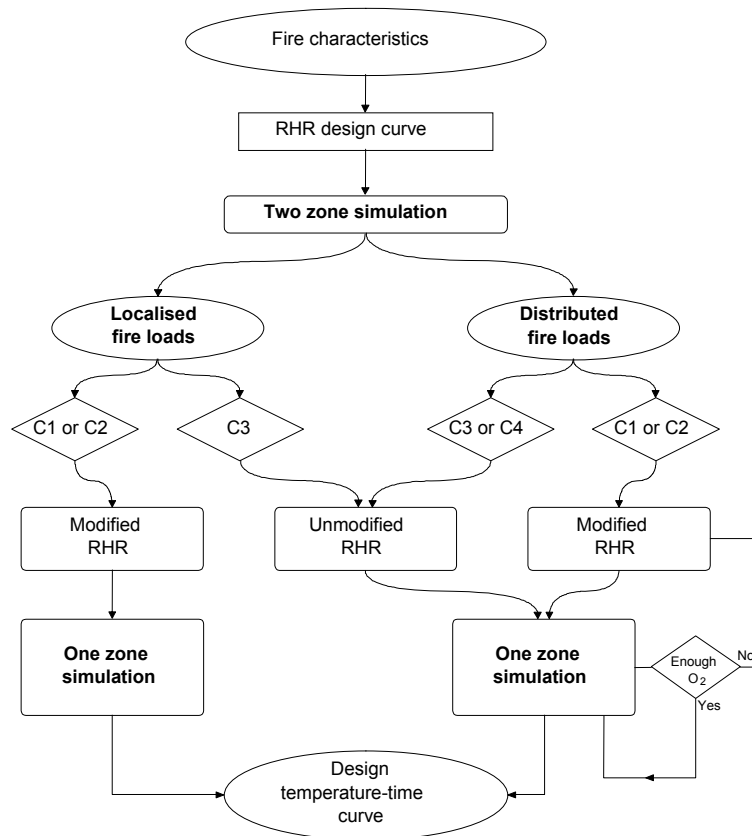 Fire characteristics
RHR design curve
Two zone simulation
Localised
fire loads
Distributed
fire loads
C1 or C2
C3
C3 or C4
C1 or C2
Modified
RHR
Unmodified
RHR
Modified
RHR
One zone
simulation
One zone
simulation
Enough
O2
No
Yes
Design
temperature-time
curve